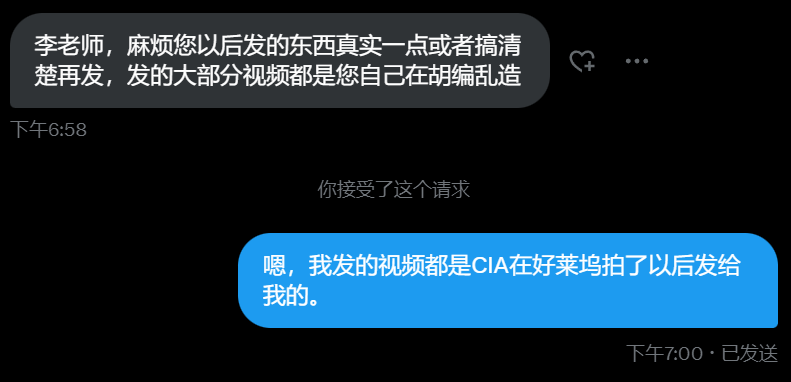 李老师，麻烦您以后发的东西真实一点或者搞清
楚再发，发的大部分视频都是您自己在胡编乱造
下午6:58
你接受了这个请求
嗯，我发的视频都是CIA在好莱坞拍了以后发给
我的。
下午7:00 · 已发送